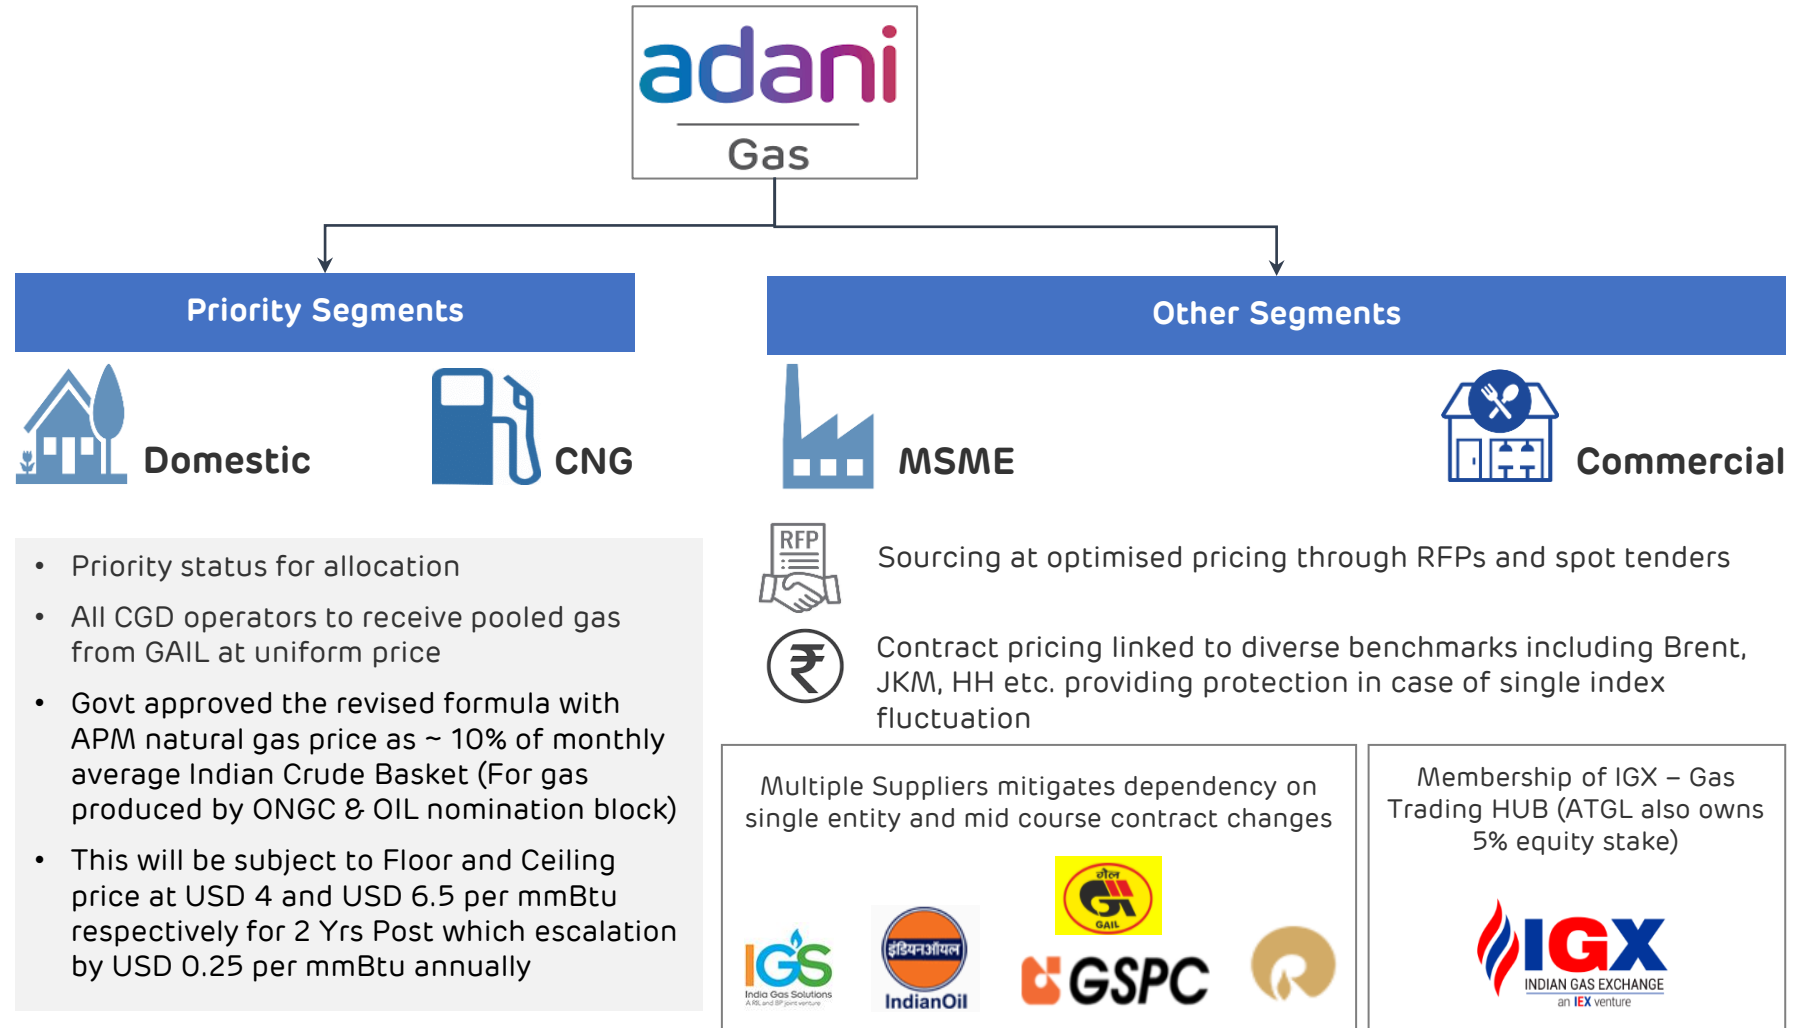 adani
Gas
Priority Segments
Other Segments
Domestic
CNG
MSME
Commercial
• Priority status for allocation
• All CGD operators to receive pooled gas
from GAIL at uniform price
• Govt approved the revised formula with
APM natural gas price as ~ 10% of monthly
average Indian Crude Basket (For gas
produced by ONGC & OIL nomination block)
• This will be subject to Floor and Ceiling
price at USD 4 and USD 6.5 per mmBtu
respectively for 2 Yrs Post which escalation
by USD 0.25 per mmBtu annually
RFP
Sourcing at optimised pricing through RFPs and spot tenders
₹
Contract pricing linked to diverse benchmarks including Brent,
JKM, HH etc. providing protection in case of single index
fluctuation
Multiple Suppliers mitigates dependency on
single entity and mid course contract changes
IGS
India Gas Solutions
A RIL and BP joint venture
इंडियनऑयल
IndianOil
गेल
GAIL
GSPC
Membership of IGX – Gas
Trading HUB (ATGL also owns
5% equity stake)
IGX
INDIAN GAS EXCHANGE
an IEX venture